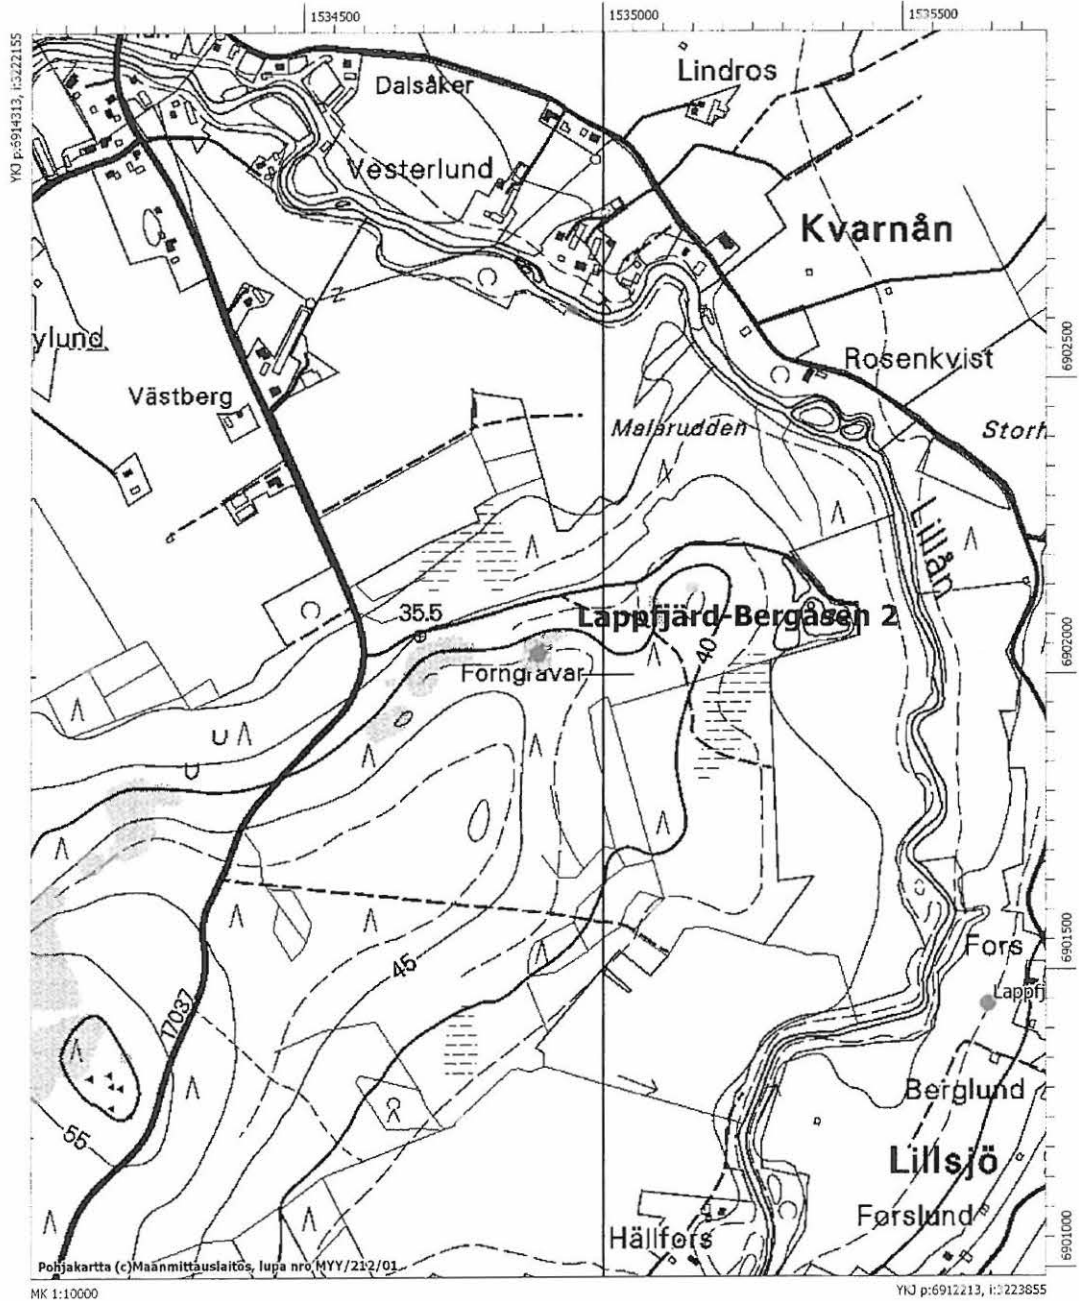 1534500
1535000
1535500
YKJ p:6914313, i:3222155
Dalsåker
Lindros
Vesterlund
Kvarnån
ylund
Västberg
Rosenkvist
6902500
Malarudden
Storh
Lillån
35.5
Lappfjärd-Bergåsen 2
40
6902000
Forngravar
U
U
45
6901500
Fors
Lappfj
17037
Berglund
55
Lillsjö
Forslund
Hällfors
6901000
Pohjakartta (c)Maanmittauslaitos, lupa nro MYY/212/01
MK 1:10000
YKJ p:6912213, i:3223855